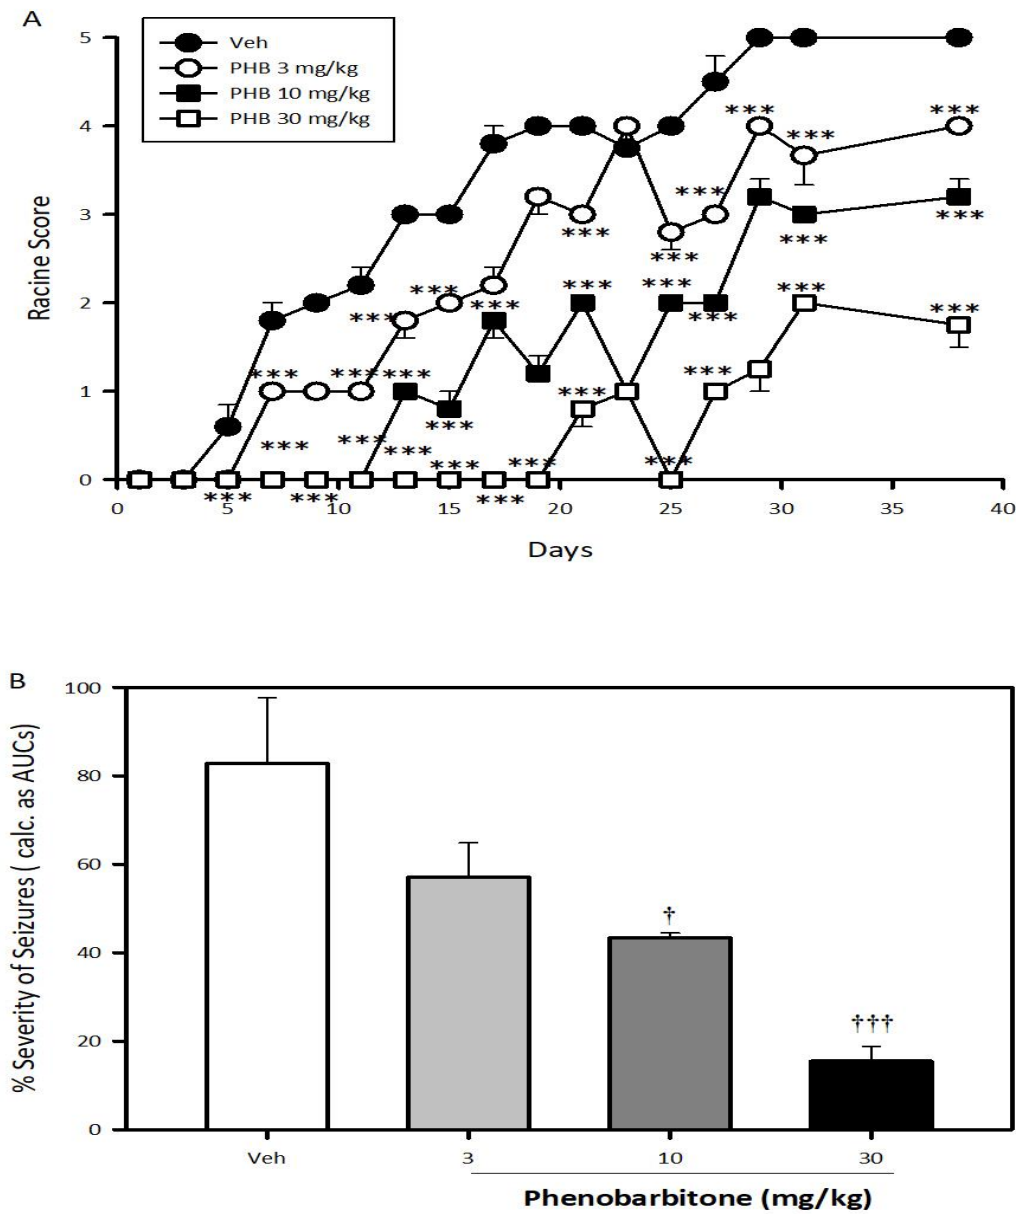 A
Veh
PHB 3 mg/kg
PHB 10 mg/kg
PHB 30 mg/kg
5
4
3
2
1
0
Racine Score
*** ***
***
***
***
***
***
***
*** ***
***
***
***
***
*** *** ***
***
***
***
***
***
***
***
***
***
***
***
***
0 5 10 15 20 25 30 35 40
Days
B
100
80
60
40
20
0
% Severity of Seizures ( calc. as AUCs)
†
†††
Veh 3 10 30
Phenobarbitone (mg/kg)